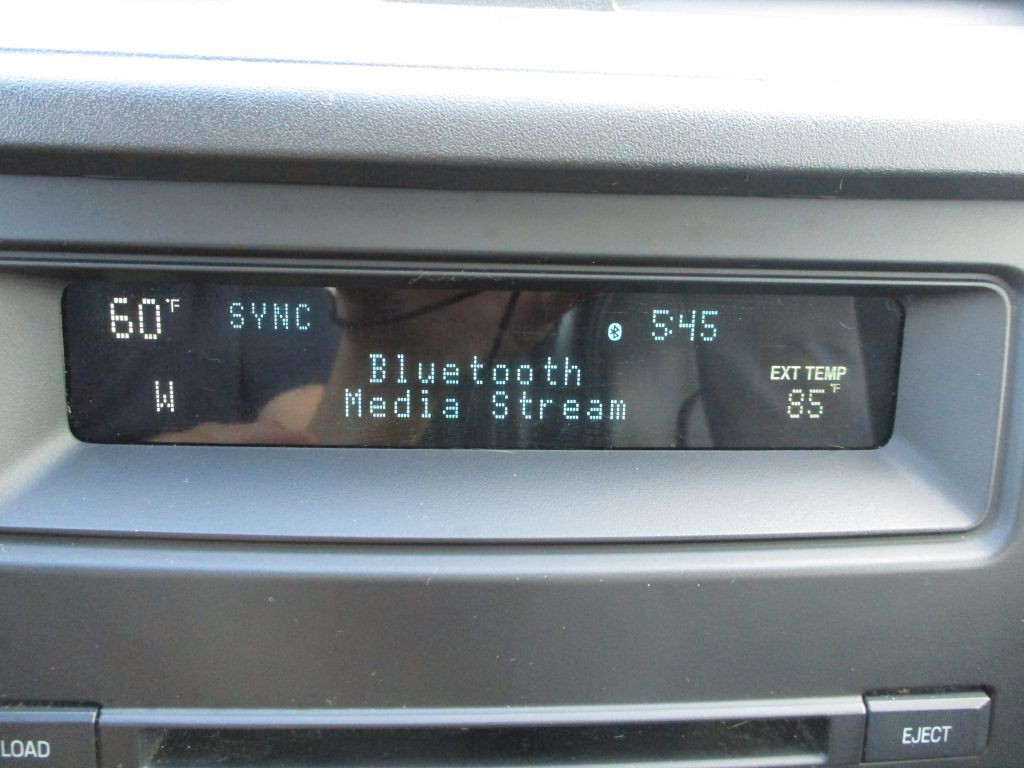 60°F SYNC 5:45
Bluetooth
W Media Stream
EXT TEMP
85°F
LOAD
EJECT